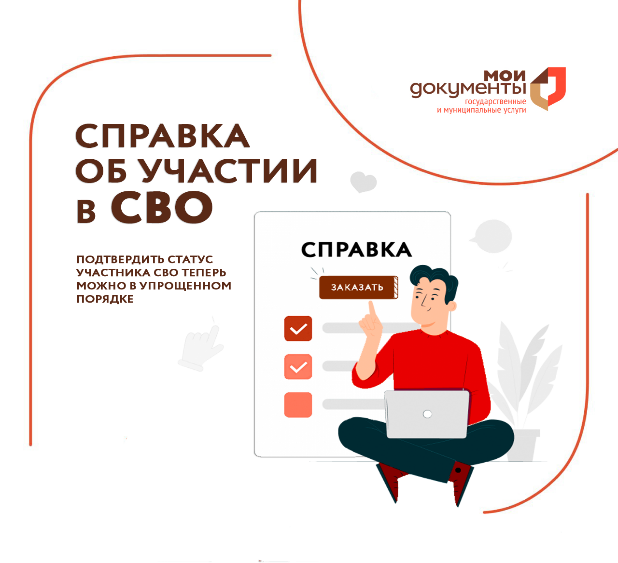 мои
документы
государственные
и муниципальные услуги
СПРАВКА
ОБ УЧАСТИИ
В СВО
ПОДТВЕРДИТЬ СТАТУС
УЧАСТНИКА СВО ТЕПЕРЬ
МОЖНО В УПРОЩЕННОМ
ПОРЯДКЕ
СПРАВКА
ЗАКАЗАТЬ